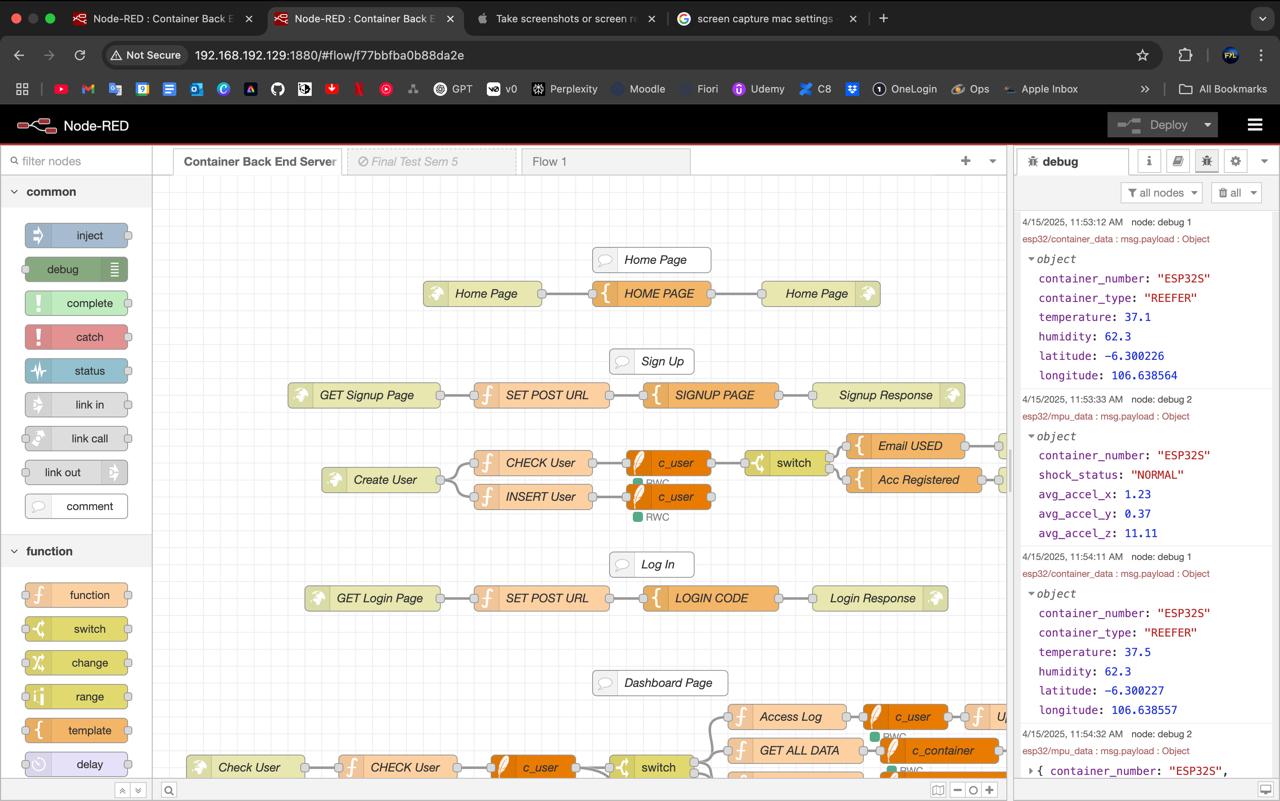 Node-RED : Container Back E
Node-RED : Container Back E
Take screenshots or screen re
screen capture mac settings
Not Secure 192.168.192.129:1880/#flow/f77bbfba0b88da2e
GPT v0 Perplexity Moodle Fiori Udemy C8 OneLogin Ops Apple Inbox » All Bookmarks
Node-RED
Deploy
filter nodes
common
inject
debug
complete
catch
status
link in
link call
link out
comment
function
function
switch
change
range
template
delay
Container Back End Server
Final Test Sem 5
Flow 1
Home Page
Home Page
HOME PAGE
Home Page
Sign Up
GET Signup Page
SET POST URL
SIGNUP PAGE
Signup Response
Create User
CHECK User
c_user
RWC
switch
Email USED
Acc Registered
INSERT User
c_user
RWC
Log In
GET Login Page
SET POST URL
LOGIN CODE
Login Response
Dashboard Page
Access Log
c_user
RWC
GET ALL DATA
c_container
RWC
Check User
CHECK User
c_user
switch
debug
i
all nodes
all
4/15/2025, 11:53:12 AM node: debug 1
esp32/container_data : msg.payload : Object
object
container_number: "ESP32S"
container_type: "REEFER"
temperature: 37.1
humidity: 62.3
latitude: -6.300226
longitude: 106.638564
4/15/2025, 11:53:33 AM node: debug 2
esp32/mpu_data : msg.payload : Object
object
container_number: "ESP32S"
shock_status: "NORMAL"
avg_accel_x: 1.23
avg_accel_y: 0.37
avg_accel_z: 11.11
4/15/2025, 11:54:11 AM node: debug 1
esp32/container_data : msg.payload : Object
object
container_number: "ESP32S"
container_type: "REEFER"
temperature: 37.5
humidity: 62.3
latitude: -6.300227
longitude: 106.638557
4/15/2025, 11:54:32 AM node: debug 2
esp32/mpu_data : msg.payload : Object
{ container_number: "ESP32S",